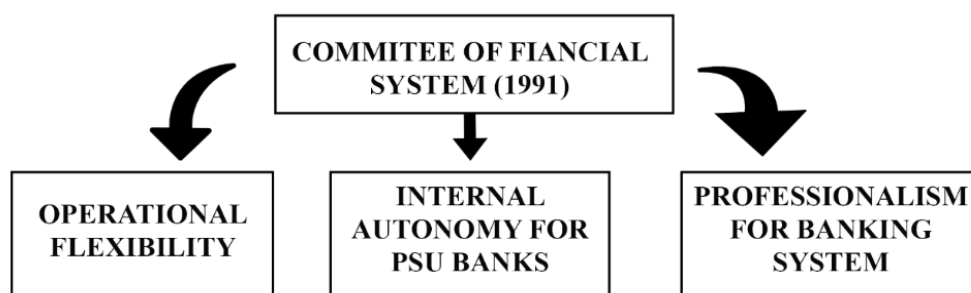 COMMITEE OF FIANCIAL
SYSTEM (1991)
OPERATIONAL
FLEXIBILITY
INTERNAL
AUTONOMY FOR
PSU BANKS
PROFESSIONALISM
FOR BANKING
SYSTEM